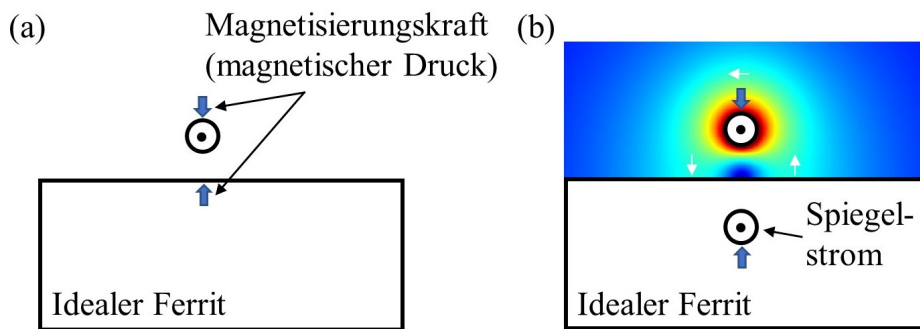 (a)
Magnetisierungskraft
(magnetischer Druck)
Idealer Ferrit
(b)
Spiegel-
strom
Idealer Ferrit